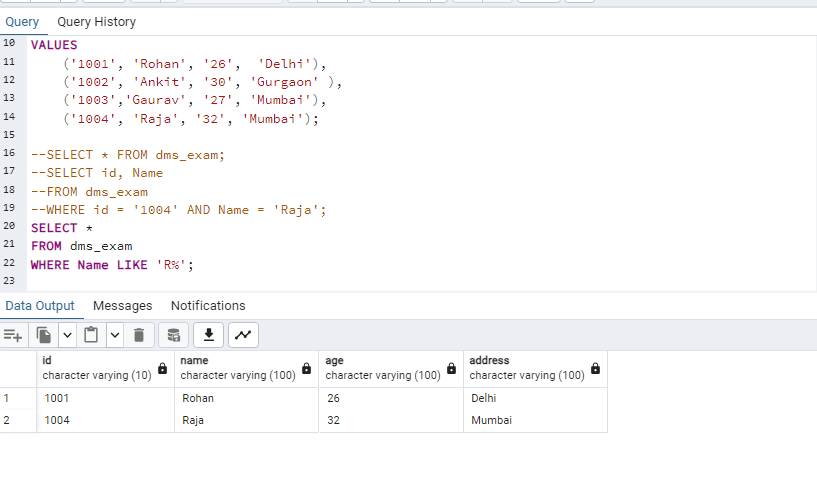 Query Query History
10 VALUES
11 ('1001', 'Rohan', '26', 'Delhi'),
12 ('1002', 'Ankit', '30', 'Gurgaon' ),
13 ('1003','Gaurav', '27', 'Mumbai'),
14 ('1004', 'Raja', '32', 'Mumbai');
15
16 --SELECT * FROM dms_exam;
17 --SELECT id, Name
18 --FROM dms_exam
19 --WHERE id = '1004' AND Name = 'Raja';
20 SELECT *
21 FROM dms_exam
22 WHERE Name LIKE 'R%';
23
Data Output Messages Notifications
id name age address
character varying (10) character varying (100) character varying (100) character varying (100)
1 1001 Rohan 26 Delhi
2 1004 Raja 32 Mumbai